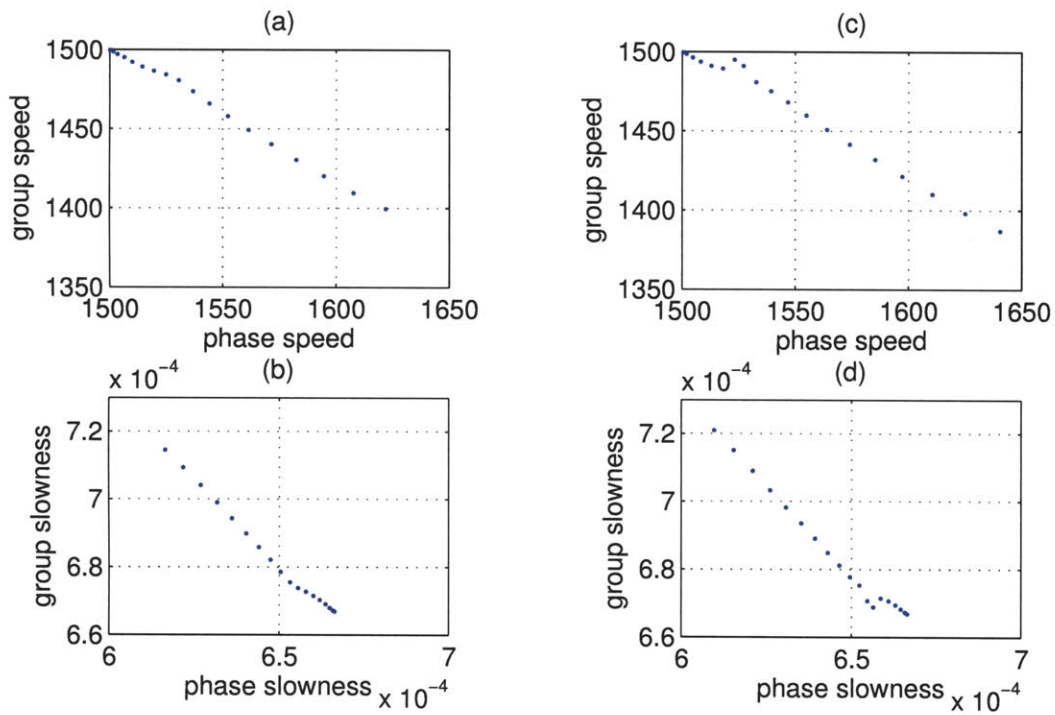 (a)
1500
1450
1400
1350
group speed
1500 1550 1600 1650
phase speed
(b)
x 10⁻⁴
7.2
7
6.8
6.6
group slowness
6 6.5 7
phase slowness x 10⁻⁴
(c)
1500
1450
1400
1350
group speed
1500 1550 1600 1650
phase speed
(d)
x 10⁻⁴
7.2
7
6.8
6.6
group slowness
6 6.5 7
phase slowness x 10⁻⁴